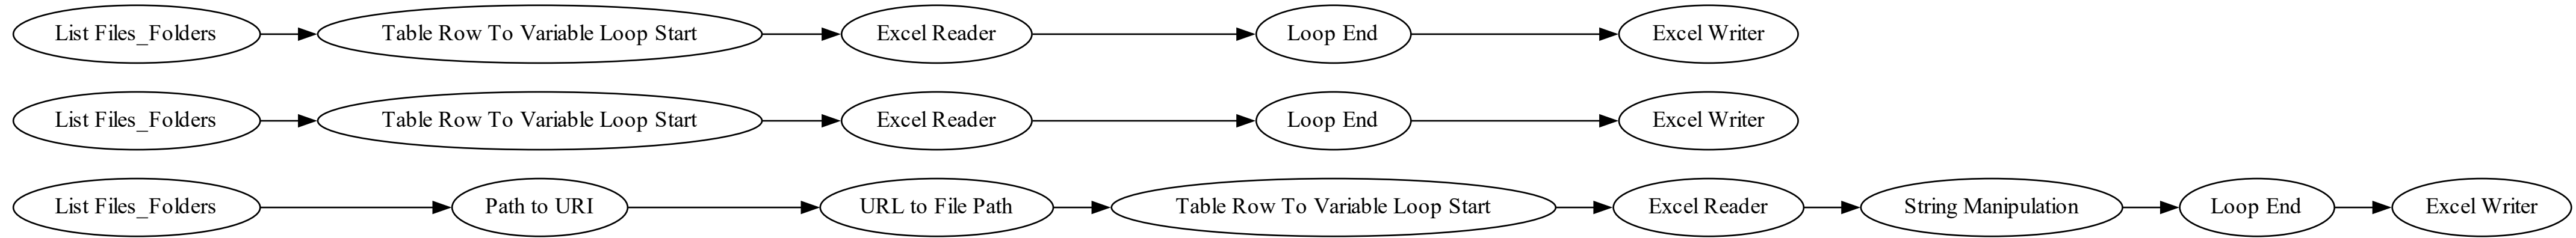 List Files_Folders Table Row To Variable Loop Start Excel Reader Loop End Excel Writer
List Files_Folders Table Row To Variable Loop Start Excel Reader Loop End Excel Writer
List Files_Folders Path to URI URL to File Path Table Row To Variable Loop Start Excel Reader String Manipulation Loop End Excel Writer